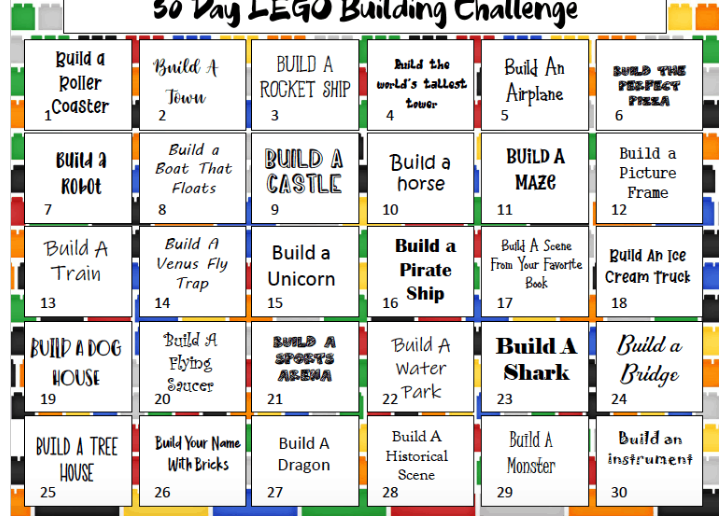 30 Day LEGO Building Challenge
Build a
Roller
Coaster
1
Build A
Town
2
BUILD A
ROCKET SHIP
3
Build the
world's tallest
tower
4
Build An
Airplane
5
BUILD THE
PERFECT
PIZZA
6
BUild a
RObOt
7
Build a
Boat That
Floats
8
BUILD A
CASTLE
9
Build a
horse
10
BUILD A
MAZE
11
Build a
Picture
Frame
12
Build A
Train
13
Build A
Venus Fly
Trap
14
Build a
Unicorn
15
Build a
Pirate
Ship
16
Build A Scene
From Your Favorite
Book
17
Build An Ice
Cream Truck
18
BUILD A DOG
HOUSE
19
Build A
Flying
Saucer
20
BUILD A
SPORTS
ARENA
21
Build A
Water
Park
22
Build A
Shark
23
Build a
Bridge
24
BUILD A TREE
HOUSE
25
Build Your Name
With Bricks
26
Build A
Dragon
27
Build A
Historical
Scene
28
Build A
Monster
29
Build an
instrument
30